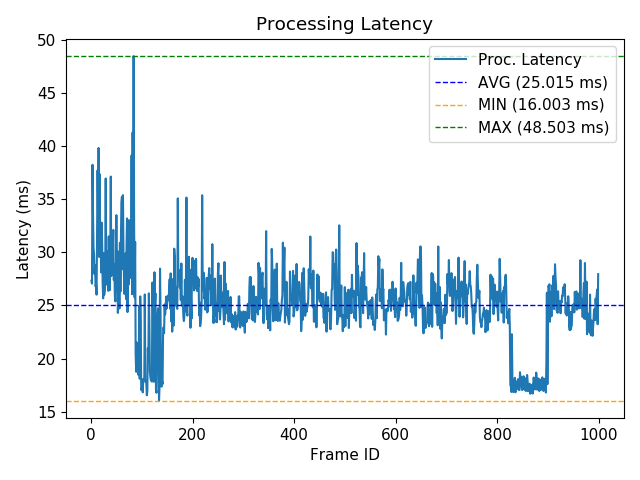 Processing Latency
50
45
40
35
30
25
20
15
Latency (ms)
Proc. Latency
AVG (25.015 ms)
MIN (16.003 ms)
MAX (48.503 ms)
0 200 400 600 800 1000
Frame ID